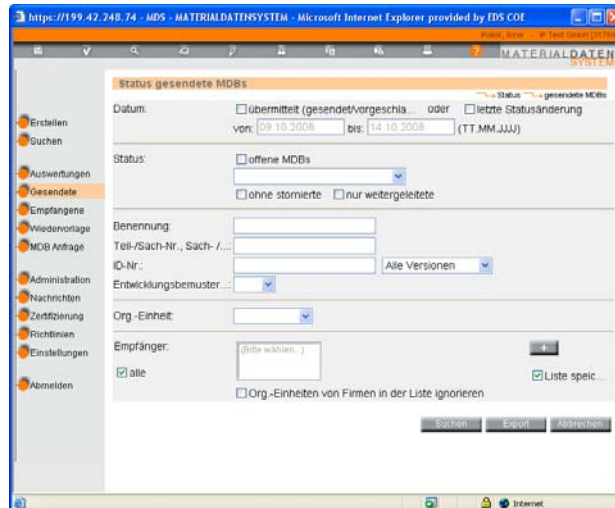 https://199.42.248.74 - MDS - MATERIALDATENSYSTEM - Microsoft Internet Explorer provided by EDS COE
MATERIALDATEN
SYSTEM
Status gesendete MDBs
Status gesendete MDBs
Erstellen
Suchen
Auswertungen
Gesendete
Empfangene
Wiedervorlage
MDB Anfrage
Administration
Nachrichten
Zertifizierung
Richtlinien
Einstellungen
Abmelden
Datum: übermittelt (gesendet/vorgeschla... oder letzte Statusänderung
von: 09.10.2008 bis: 14.10.2008 (TT.MM.JJJJ)
Status: offene MDBs
ohne stornierte nur weitergeleitete
Benennung:
Teil-/Sach-Nr., Sach- /...:
ID-Nr.: Alle Versionen
Entwicklungsbemuster...:
Org.-Einheit:
Empfänger: (Bitte wählen...) +
alle Liste speic...
Org.-Einheiten von Firmen in der Liste ignorieren
Suchen Export Abbrechen
Internet